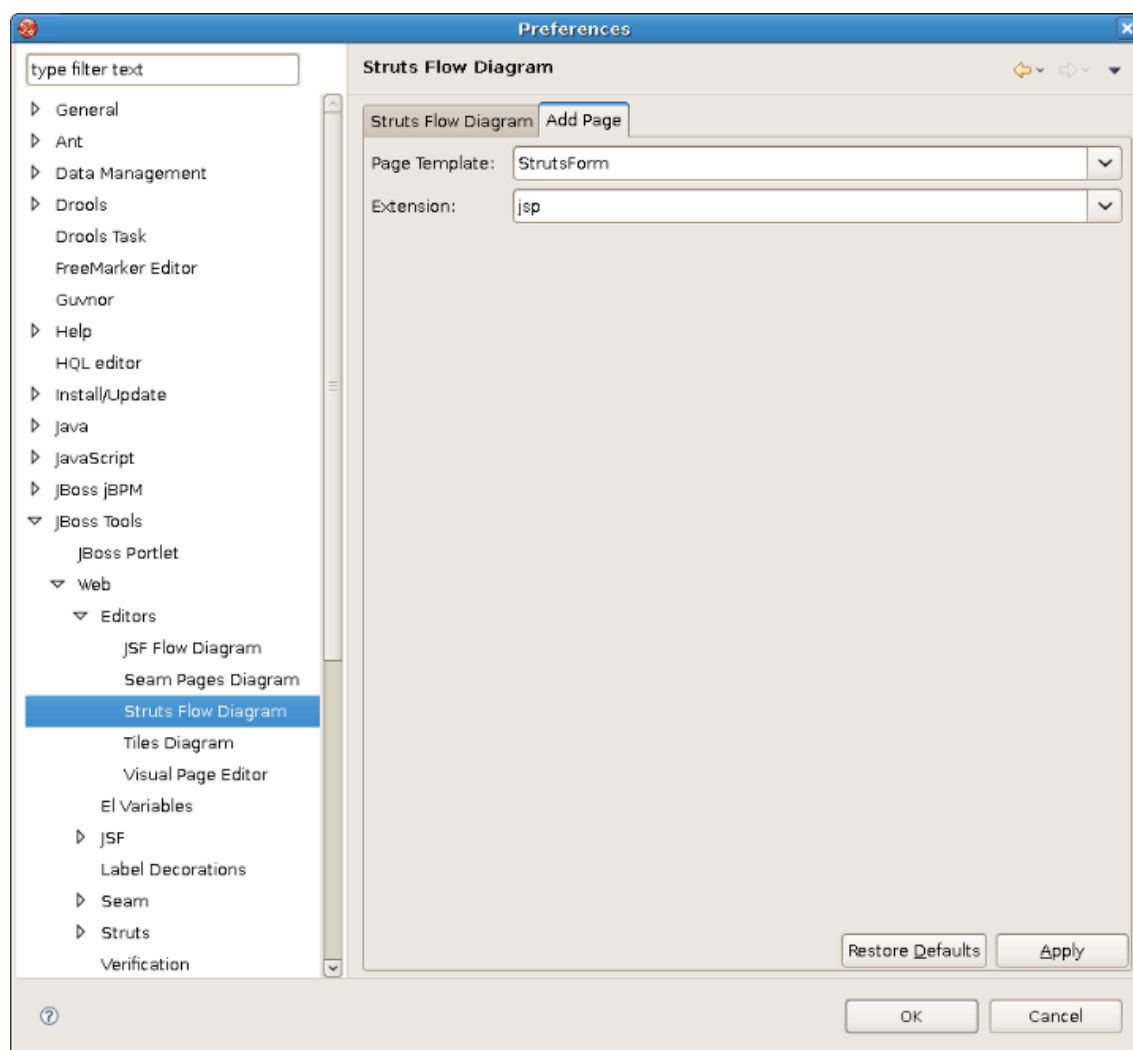 Preferences
type filter text
General
Ant
Data Management
Drools
Drools Task
FreeMarker Editor
Guvnor
Help
HQL editor
Install/Update
Java
JavaScript
JBoss jBPM
JBoss Tools
JBoss Portlet
Web
Editors
JSF Flow Diagram
Seam Pages Diagram
Struts Flow Diagram
Tiles Diagram
Visual Page Editor
El Variables
JSF
Label Decorations
Seam
Struts
Verification
Struts Flow Diagram
Struts Flow Diagram Add Page
Page Template: StrutsForm
Extension: jsp
Restore Defaults Apply
OK Cancel